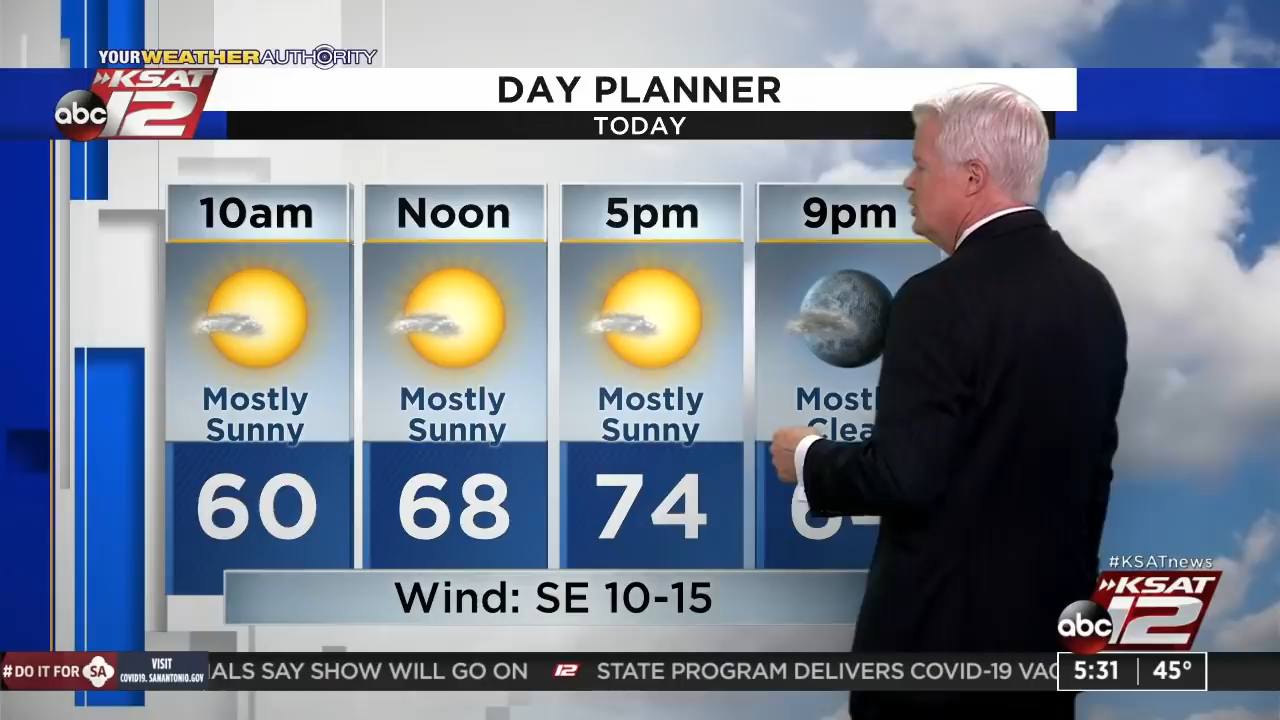 YOUR WEATHER AUTHORITY
KSAT
abc 12
DAY PLANNER
TODAY
10am
Noon
5pm
9pm
Mostly
Sunny
Mostly
Sunny
Mostly
Sunny
60
68
74
Wind: SE 10-15
#KSATnews
KSAT
abc 12
#DO IT FOR SA
VISIT
COVID19.SANANTONIO.GOV
SAY SHOW WILL GO ON 12 STATE PROGRAM DELIVERS COVID-19
5:31 45°